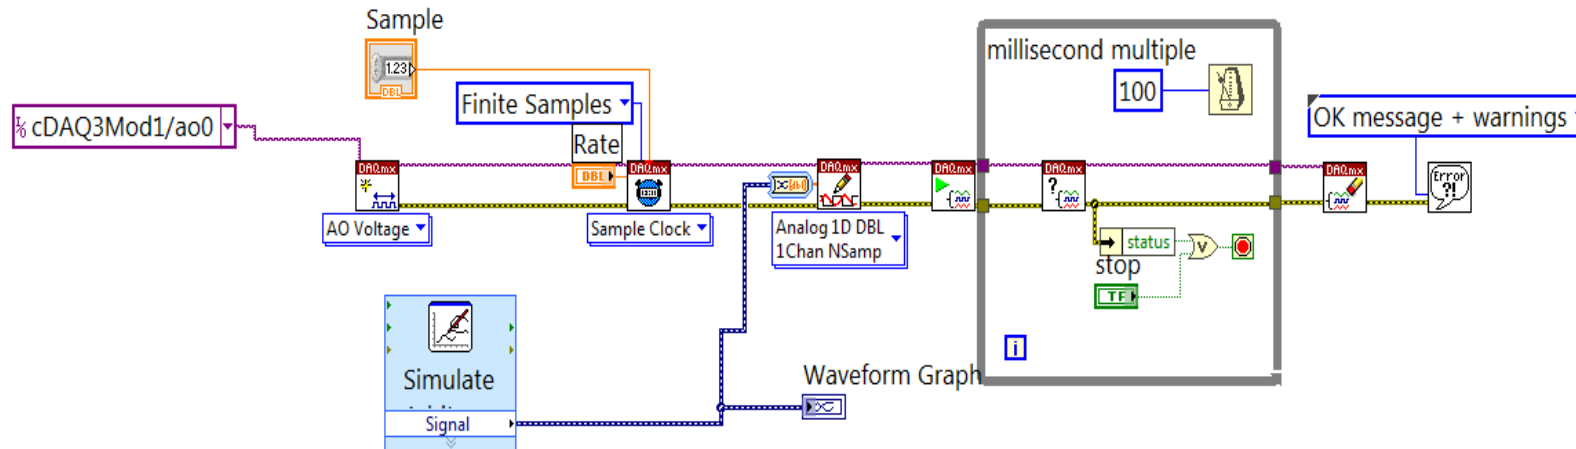 Sample
1.23
DBL
millisecond multiple
100
Finite Samples
cDAQ3Mod1/ao0
OK message + warnings
Rate
DBL
DAQmx
DAQmx
DAQmx
DAQmx
DAQmx
DAQmx
Error
?!
AO Voltage
Sample Clock
Analog 1D DBL
1Chan NSamp
status
stop
TF
i
Simulate
Waveform Graph
Signal